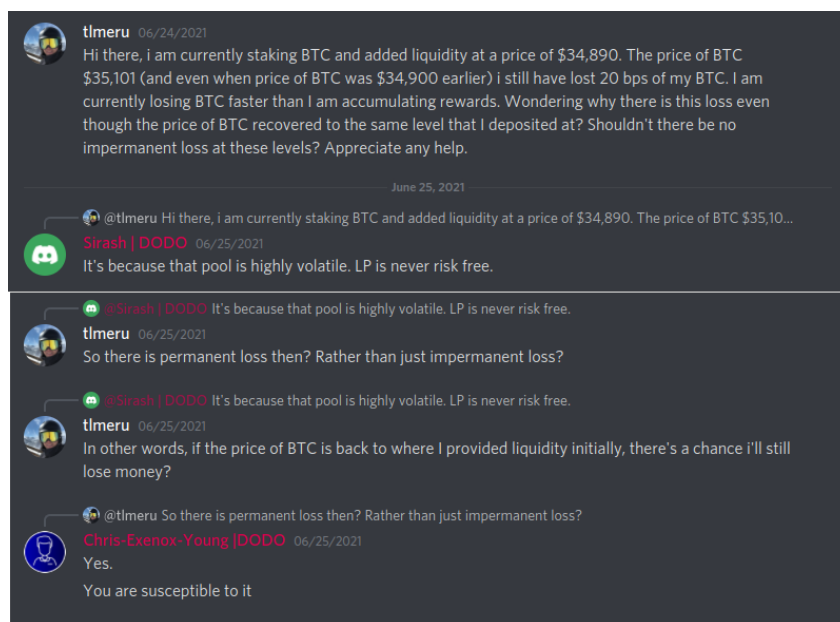 tlmeru 06/24/2021
Hi there, i am currently staking BTC and added liquidity at a price of $34,890. The price of BTC
$35,101 (and even when price of BTC was $34,900 earlier) i still have lost 20 bps of my BTC. I am
currently losing BTC faster than I am accumulating rewards. Wondering why there is this loss even
though the price of BTC recovered to the same level that I deposited at? Shouldn't there be no
impermanent loss at these levels? Appreciate any help.
June 25, 2021
@tlmeru Hi there, i am currently staking BTC and added liquidity at a price of $34,890. The price of BTC $35,10...
Sirash | DODO 06/25/2021
It's because that pool is highly volatile. LP is never risk free.
@Sirash | DODO It's because that pool is highly volatile. LP is never risk free.
tlmeru 06/25/2021
So there is permanent loss then? Rather than just impermanent loss?
@Sirash | DODO It's because that pool is highly volatile. LP is never risk free.
tlmeru 06/25/2021
In other words, if the price of BTC is back to where I provided liquidity initially, there's a chance i'll still
lose money?
@tlmeru So there is permanent loss then? Rather than just impermanent loss?
Chris-Exenox-Young |DODO 06/25/2021
Yes.
You are susceptible to it